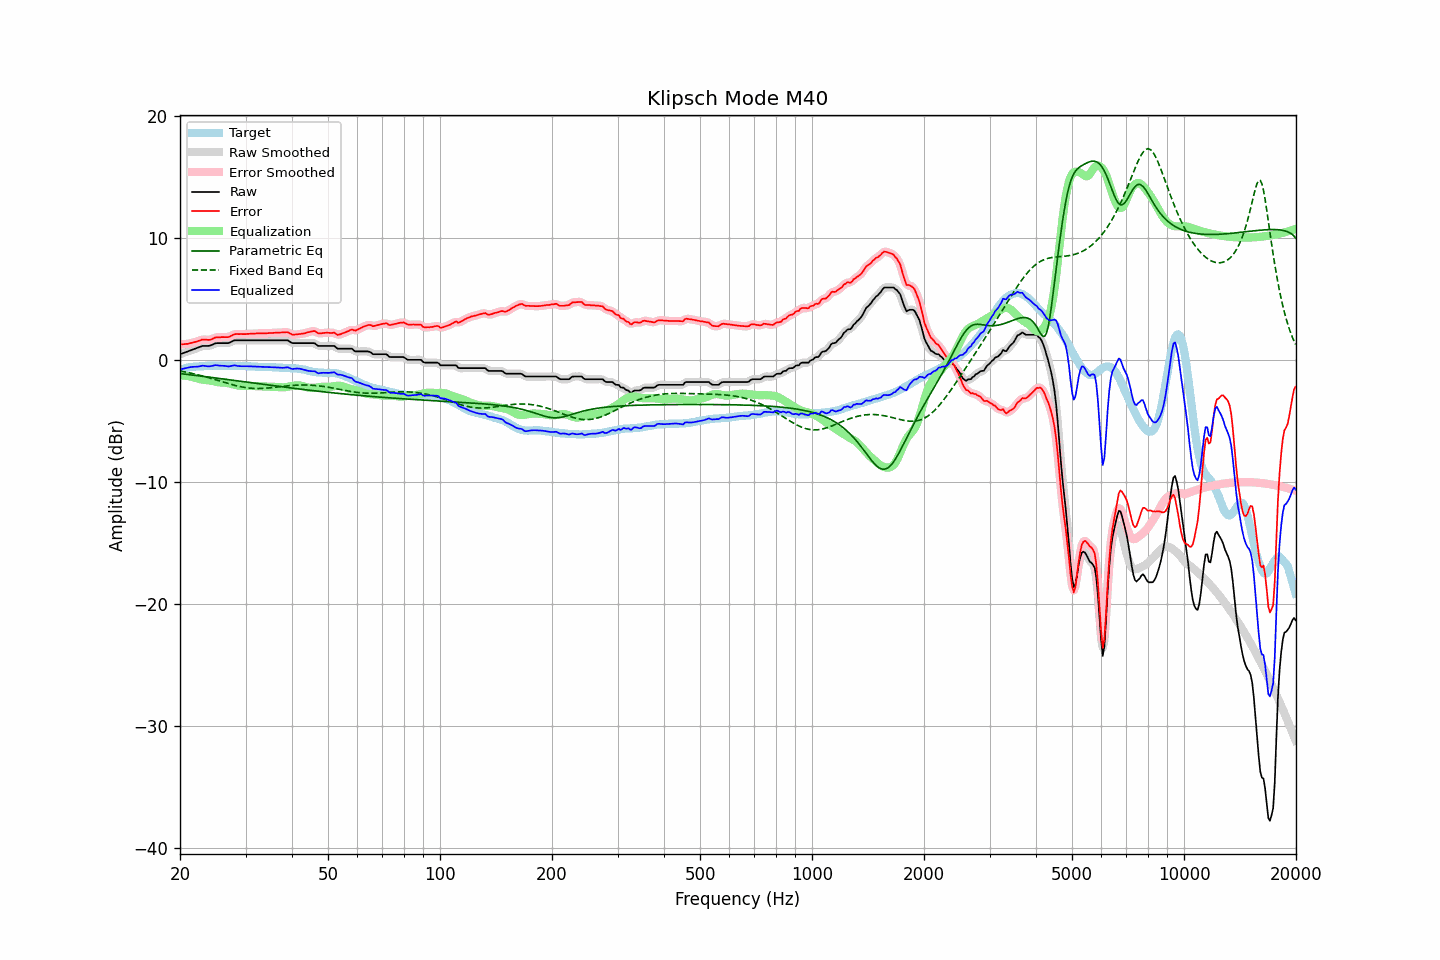 Klipsch Mode M40
20
10
0
−10
−20
−30
−40
Amplitude (dBr)
Target
Raw Smoothed
Error Smoothed
Raw
Error
Equalization
Parametric Eq
Fixed Band Eq
Equalized
20 50 100 200 500 1000 2000 5000 10000 20000
Frequency (Hz)